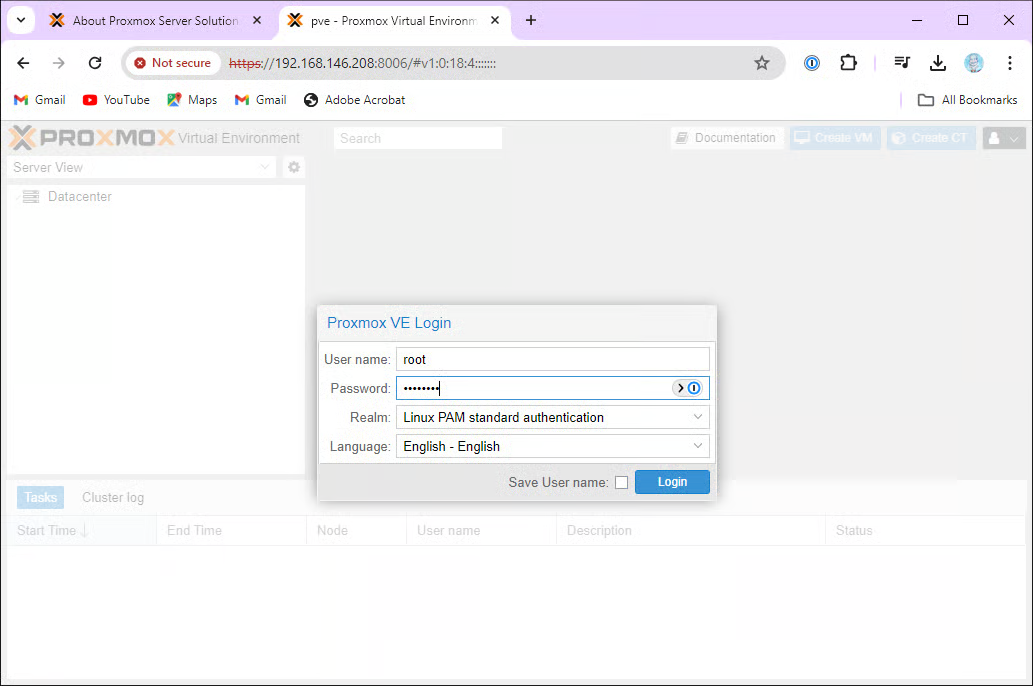 About Proxmox Server Solution
pve - Proxmox Virtual Environm
Not secure
https://192.168.146.208:8006/#v1:0:18:4:::::::
Gmail
YouTube
Maps
Gmail
Adobe Acrobat
All Bookmarks
PROXMOX Virtual Environment
Search
Documentation
Create VM
Create CT
Server View
Datacenter
Proxmox VE Login
User name: root
Password: ••••••••
Realm: Linux PAM standard authentication
Language: English - English
Save User name:
Login
Tasks
Cluster log
Start Time
End Time
Node
User name
Description
Status